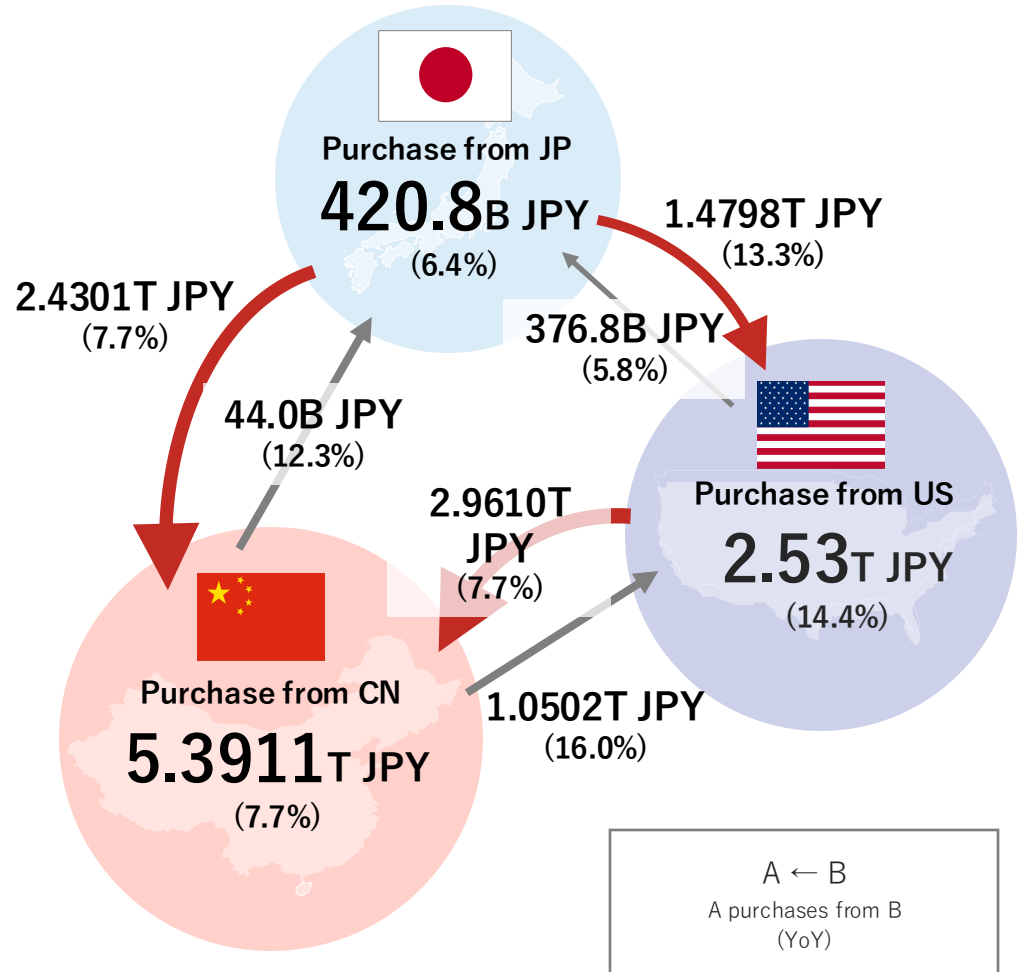 Purchase from JP
420.8B JPY
(6.4%)
1.4798T JPY
(13.3%)
2.4301T JPY
(7.7%)
376.8B JPY
(5.8%)
44.0B JPY
(12.3%)
2.9610T
JPY
(7.7%)
Purchase from US
2.53T JPY
(14.4%)
Purchase from CN
5.3911T JPY
(7.7%)
1.0502T JPY
(16.0%)
A ← B
A purchases from B
(YoY)